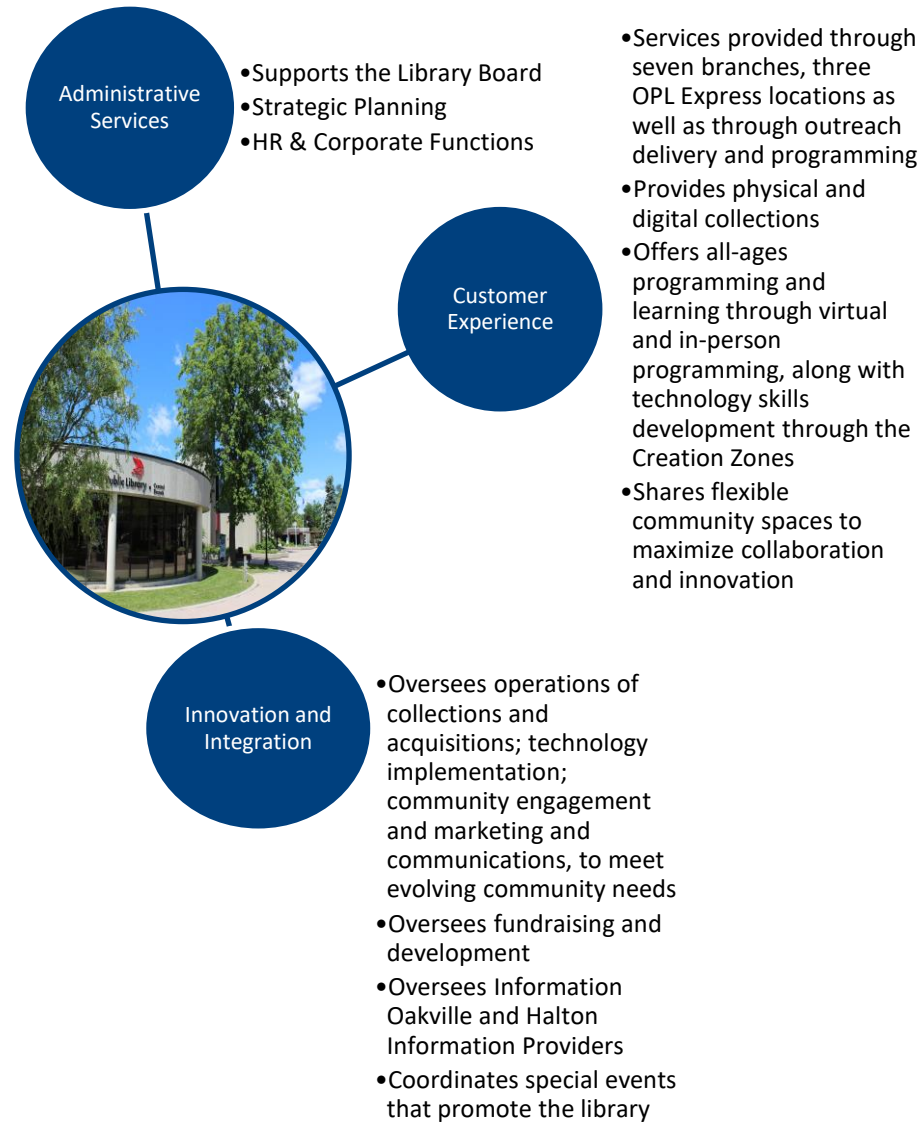 Administrative
Services
•Supports the Library Board
•Strategic Planning
•HR & Corporate Functions
Customer
Experience
•Services provided through
seven branches, three
OPL Express locations as
well as through outreach
delivery and programming
•Provides physical and
digital collections
•Offers all-ages
programming and
learning through virtual
and in-person
programming, along with
technology skills
development through the
Creation Zones
•Shares flexible
community spaces to
maximize collaboration
and innovation
Public Library
Innovation and
Integration
•Oversees operations of
collections and
acquisitions; technology
implementation;
community engagement
and marketing and
communications, to meet
evolving community needs
•Oversees fundraising and
development
•Oversees Information
Oakville and Halton
Information Providers
•Coordinates special events
that promote the library